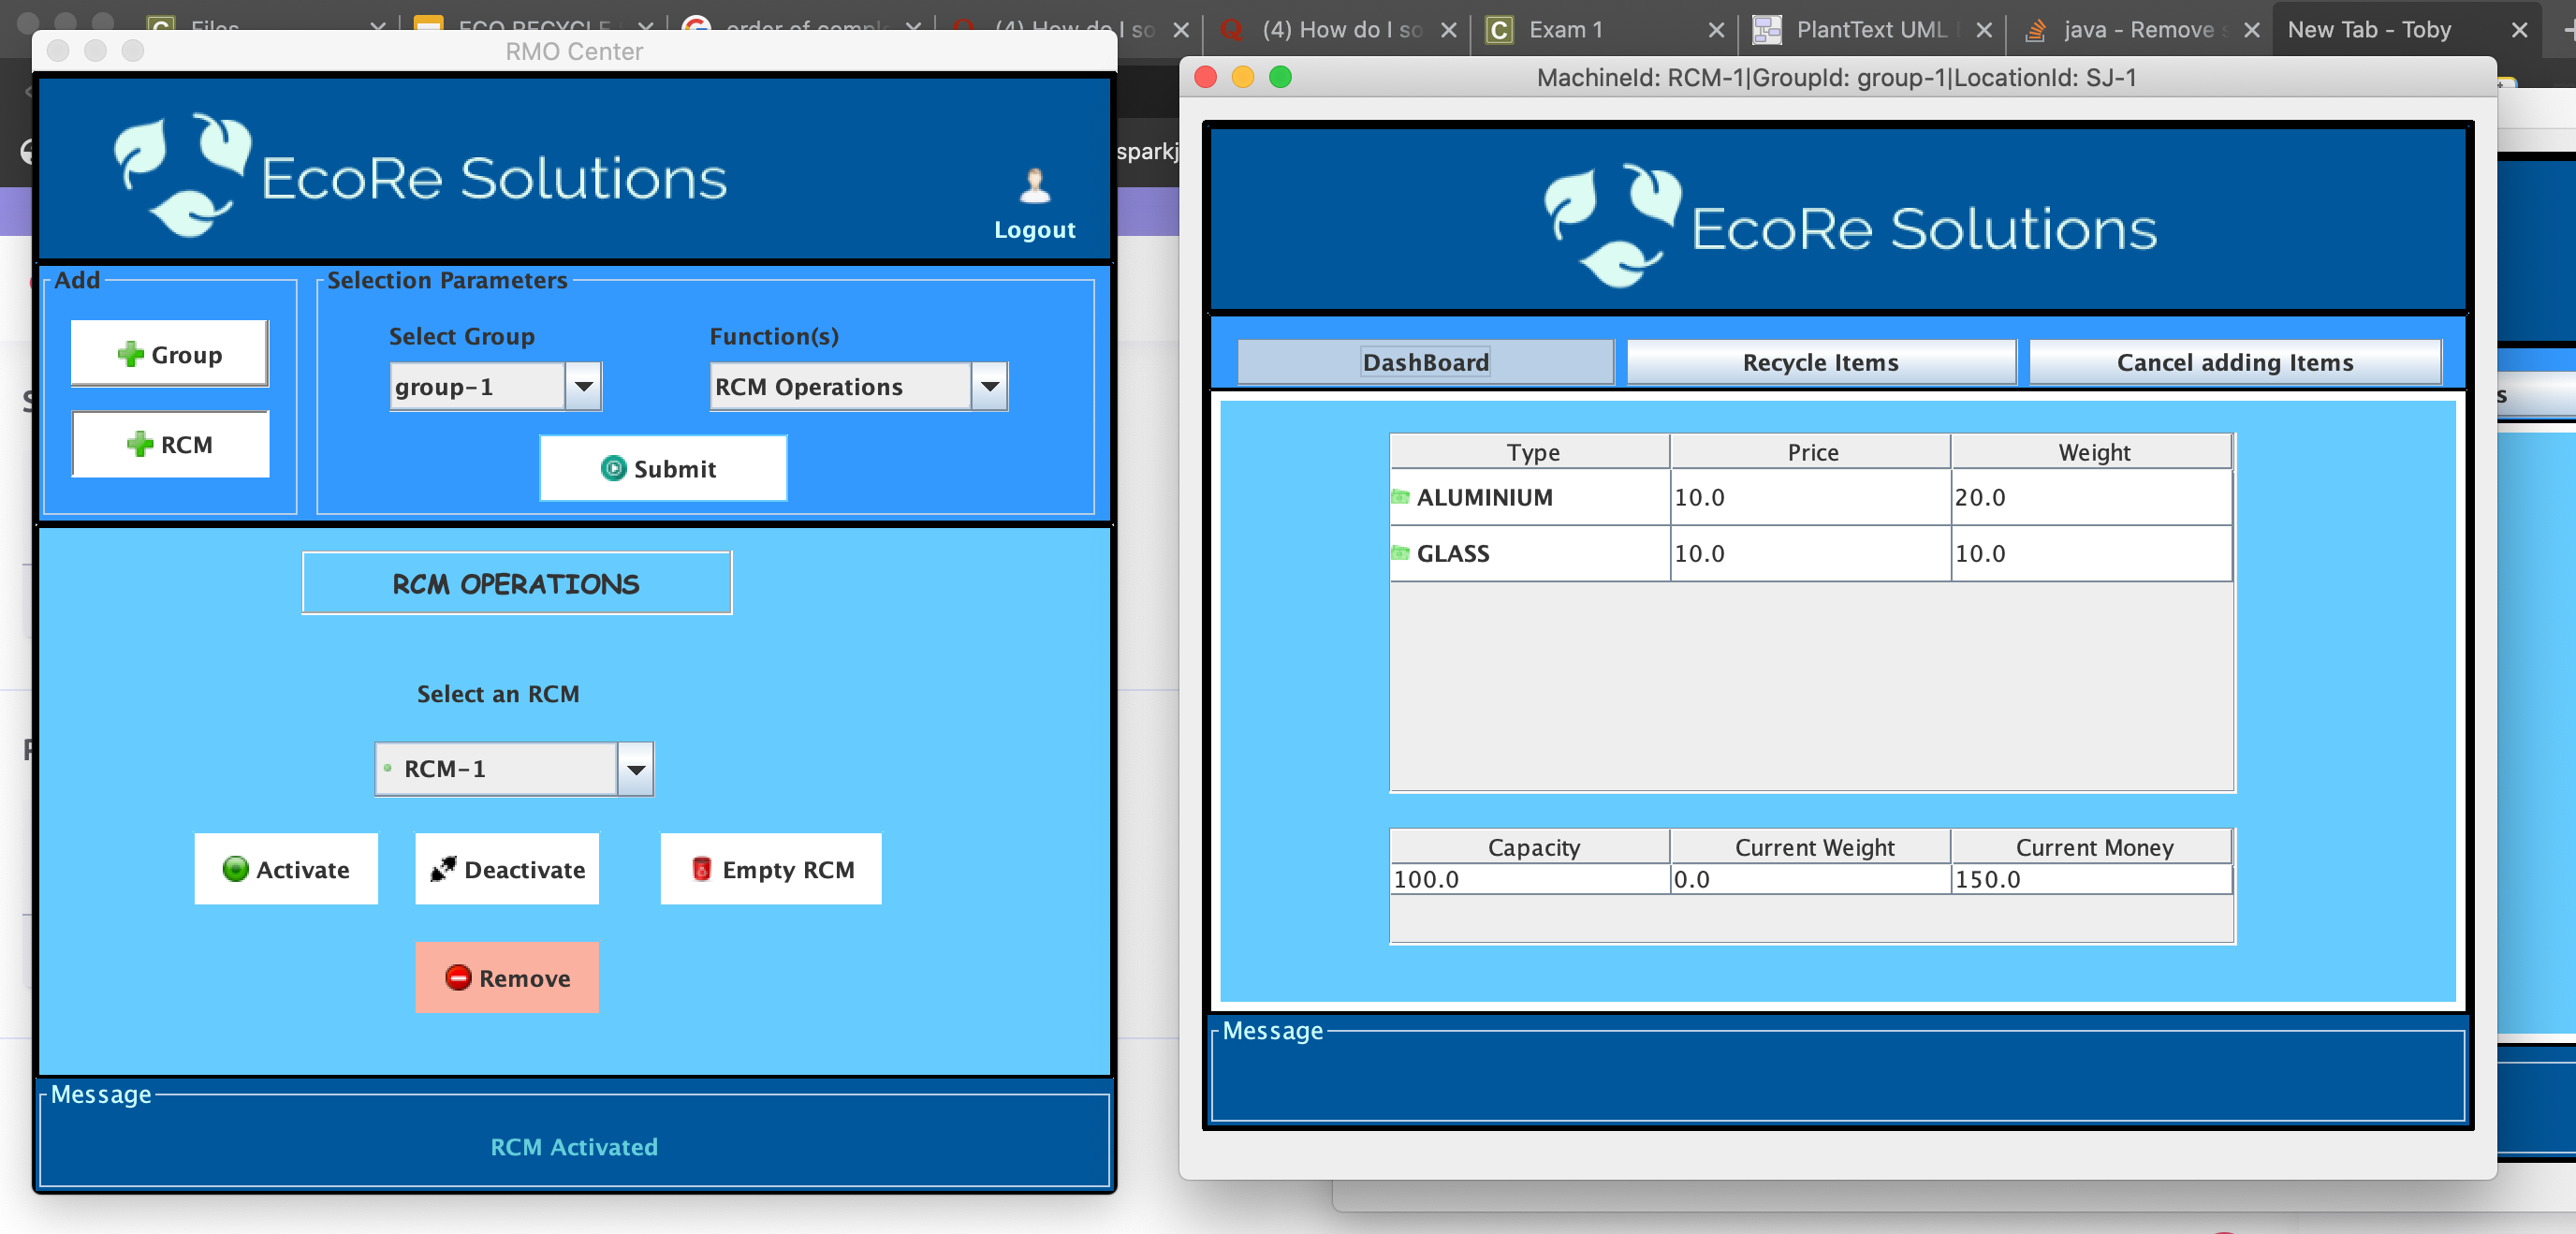 Files
ECO RECYCLE
order of comple
(4) How do I so
(4) How do I so
Exam 1
PlantText UML
java - Remove s
New Tab - Toby
RMO Center
EcoRe Solutions
Logout
Add
Group
RCM
Selection Parameters
Select Group
Function(s)
group-1
RCM Operations
Submit
RCM OPERATIONS
Select an RCM
RCM-1
Activate
Deactivate
Empty RCM
Remove
Message
RCM Activated
sparkj
MachineId: RCM-1|GroupId: group-1|LocationId: SJ-1
EcoRe Solutions
DashBoard
Recycle Items
Cancel adding Items
Type Price Weight
ALUMINIUM 10.0 20.0
GLASS 10.0 10.0
Capacity Current Weight Current Money
100.0 0.0 150.0
Message
s